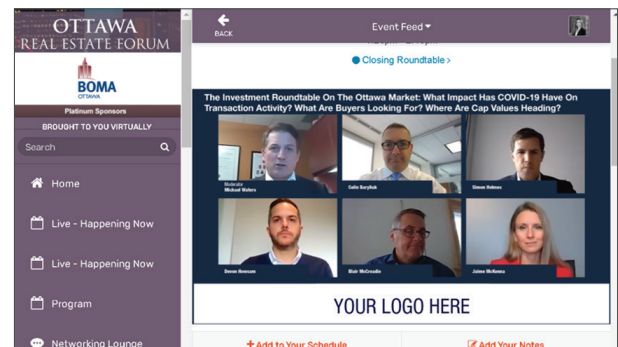 OTTAWA
REAL ESTATE FORUM
BOMA
OTTAWA
Platinum Sponsors
BROUGHT TO YOU VIRTUALLY
Search
Home
Live - Happening Now
Live - Happening Now
Program
Networking Lounge
BACK
Event Feed
Closing Roundtable >
The Investment Roundtable On The Ottawa Market: What Impact Has COVID-19 Have On
Transaction Activity? What Are Buyers Looking For? Where Are Cap Values Heading?
Moderator
Michael Waters
Colin Baryliuk
Simon Holmes
Devon Howsam
Blair McCreadie
Jaime McKenna
YOUR LOGO HERE
+ Add to Your Schedule
Add Your Notes